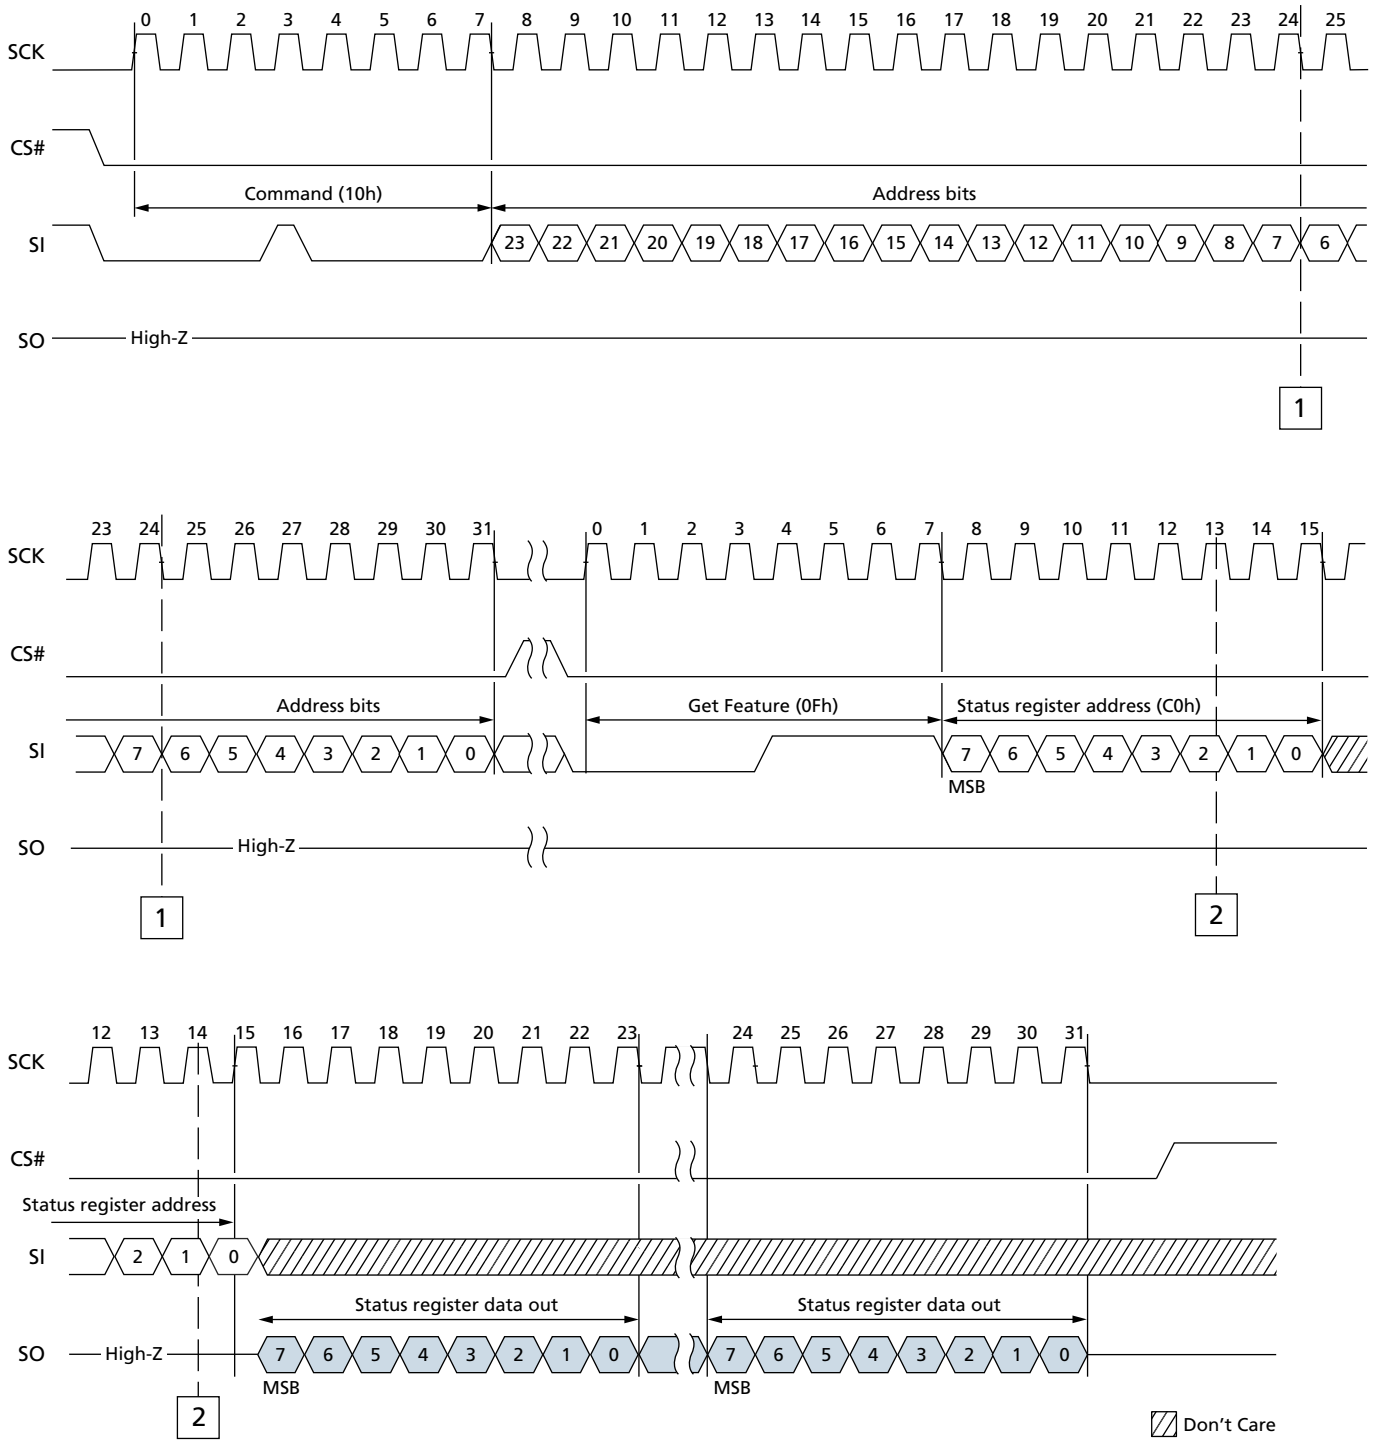 0 1 2 3 4 5 6 7 8 9 10 11 12 13 14 15 16 17 18 19 20 21 22 23 24 25
SCK
CS#
Command (10h) Address bits
SI 23 22 21 20 19 18 17 16 15 14 13 12 11 10 9 8 7 6
SO High-Z
1
23 24 25 26 27 28 29 30 31 0 1 2 3 4 5 6 7 8 9 10 11 12 13 14 15
SCK
CS#
Address bits Get Feature (0Fh) Status register address (C0h)
SI 7 6 5 4 3 2 1 0 7 6 5 4 3 2 1 0
MSB
SO High-Z
1 2
12 13 14 15 16 17 18 19 20 21 22 23 24 25 26 27 28 29 30 31
SCK
CS#
Status register address
SI 2 1 0
Status register data out Status register data out
SO High-Z 7 6 5 4 3 2 1 0 7 6 5 4 3 2 1 0
MSB MSB
2
Don't Care